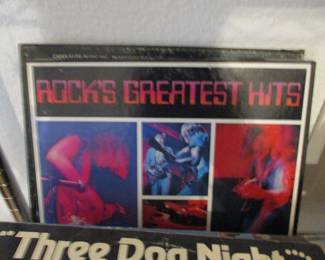 ROCK'S GREATEST HITS
"Three Dog Night"